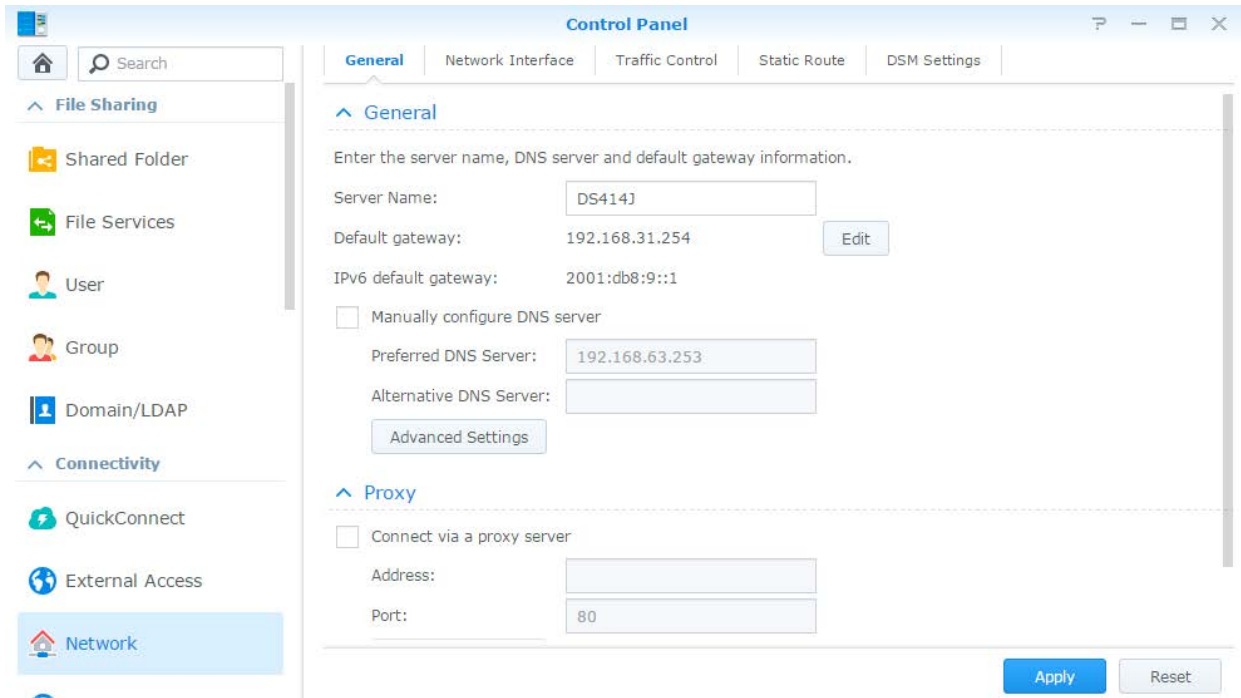 Control Panel
Search
File Sharing
Shared Folder
File Services
User
Group
Domain/LDAP
Connectivity
QuickConnect
External Access
Network
General Network Interface Traffic Control Static Route DSM Settings
General
Enter the server name, DNS server and default gateway information.
Server Name: DS414J
Default gateway: 192.168.31.254 Edit
IPv6 default gateway: 2001:db8:9::1
Manually configure DNS server
Preferred DNS Server: 192.168.63.253
Alternative DNS Server:
Advanced Settings
Proxy
Connect via a proxy server
Address:
Port: 80
Apply Reset